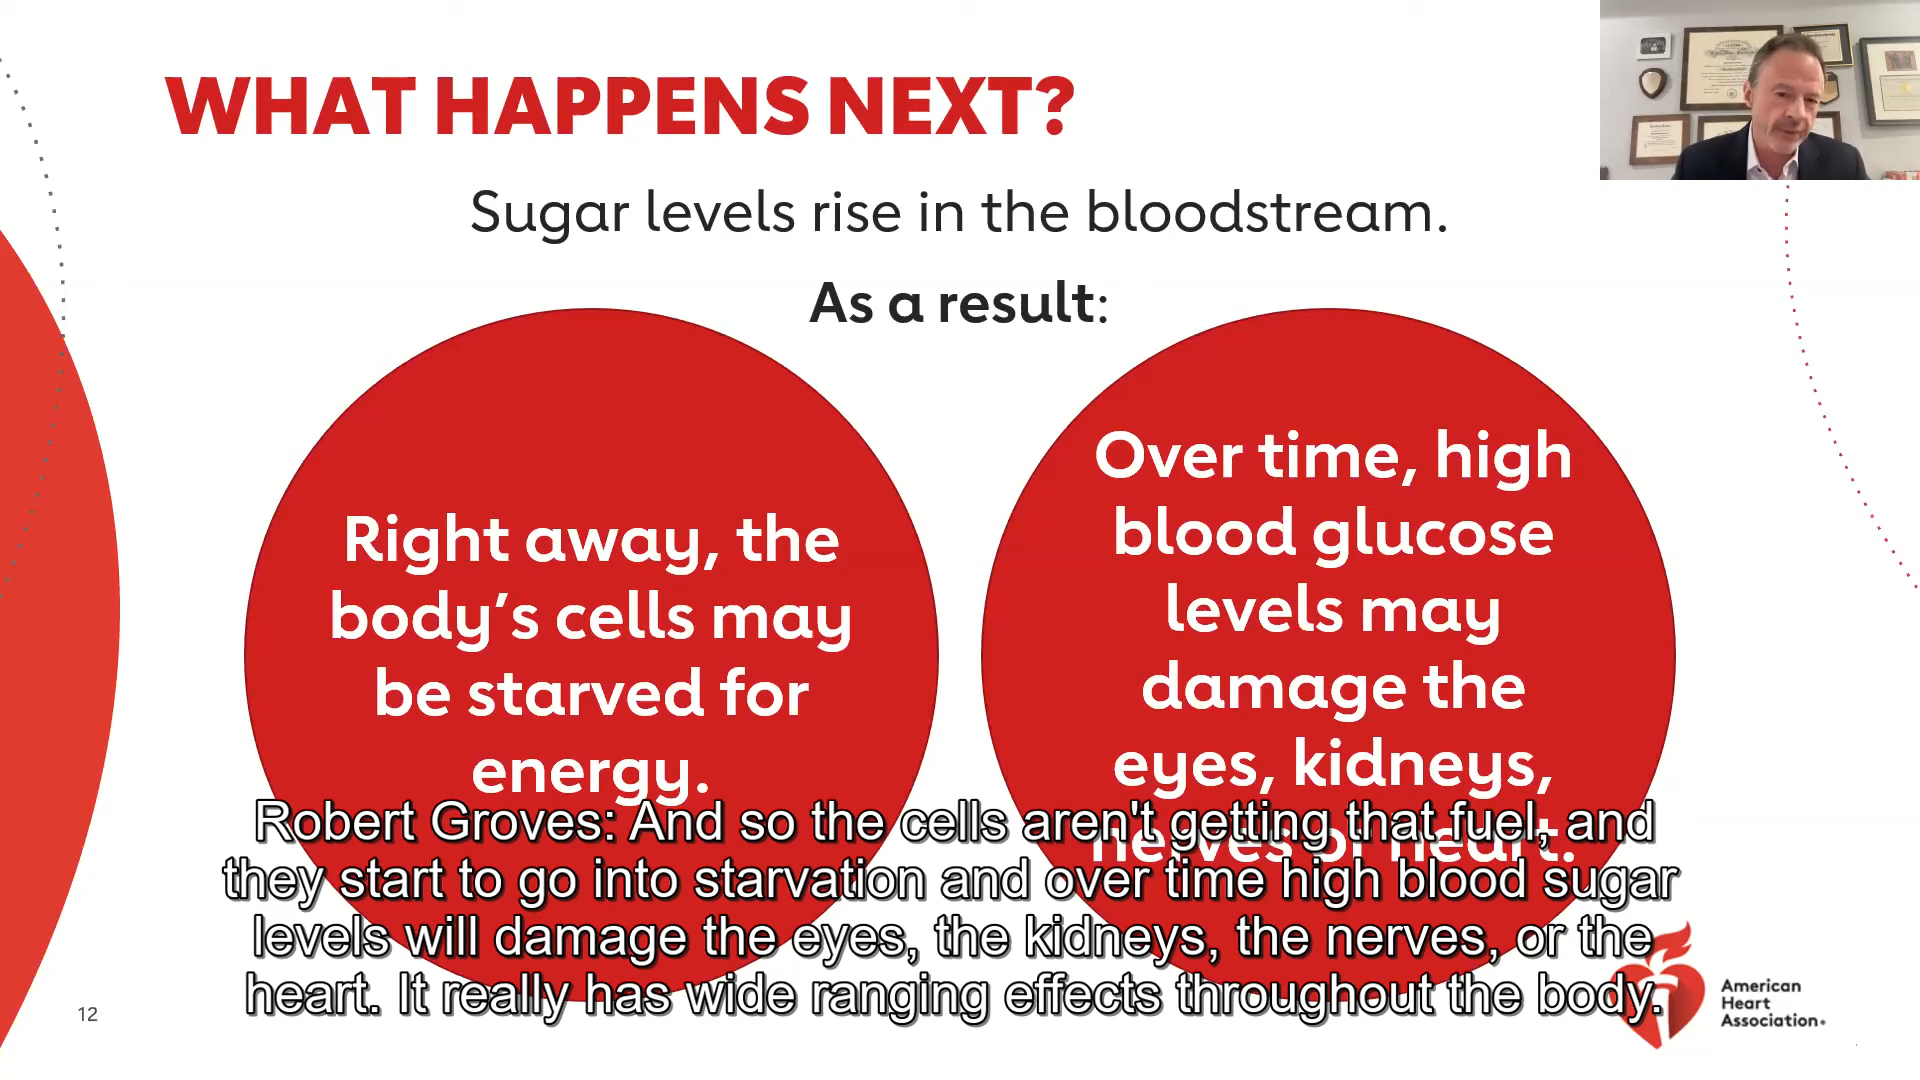 WHAT HAPPENS NEXT?
Sugar levels rise in the bloodstream.
As a result:
Right away, the
body’s cells may
be starved for
energy.
Over time, high
blood glucose
levels may
damage the
eyes, kidneys,
nerves or heart.
Robert Groves: And so the cells aren't getting that fuel, and
they start to go into starvation and over time high blood sugar
levels will damage the eyes, the kidneys, the nerves, or the
heart. It really has wide ranging effects throughout the body.
12
American
Heart
Association®